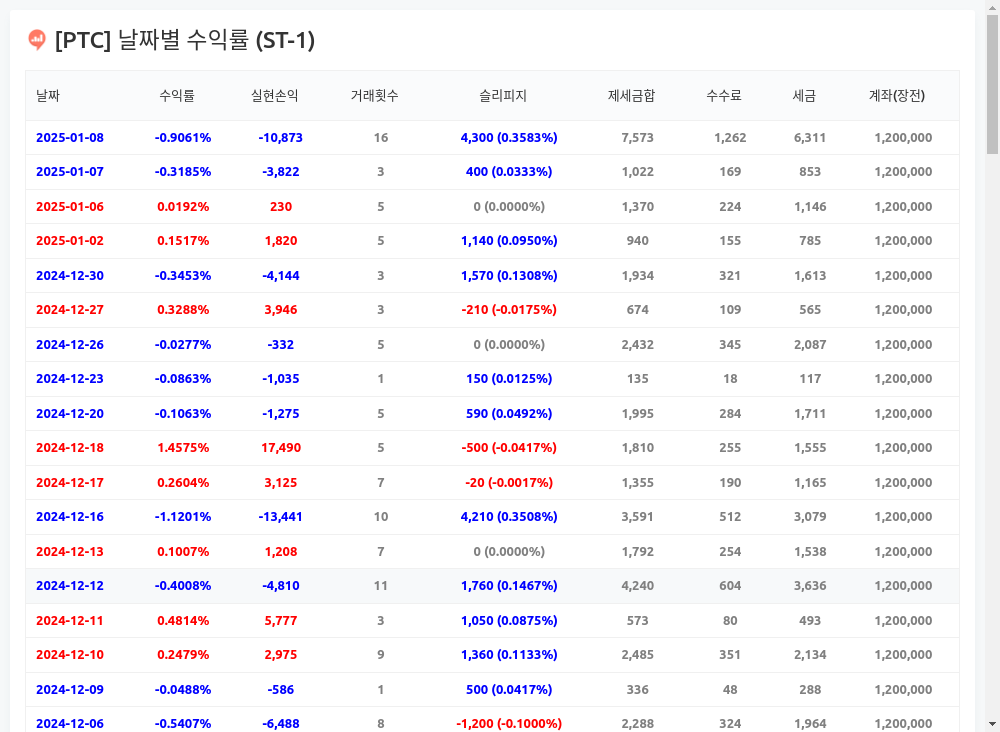 [PTC] 날짜별 수익률 (ST-1)
날짜 수익률 실현손익 거래횟수 슬리피지 제세금합 수수료 세금 계좌(장전)
2025-01-08 -0.9061% -10,873 16 4,300 (0.3583%) 7,573 1,262 6,311 1,200,000
2025-01-07 -0.3185% -3,822 3 400 (0.0333%) 1,022 169 853 1,200,000
2025-01-06 0.0192% 230 5 0 (0.0000%) 1,370 224 1,146 1,200,000
2025-01-02 0.1517% 1,820 5 1,140 (0.0950%) 940 155 785 1,200,000
2024-12-30 -0.3453% -4,144 3 1,570 (0.1308%) 1,934 321 1,613 1,200,000
2024-12-27 0.3288% 3,946 3 -210 (-0.0175%) 674 109 565 1,200,000
2024-12-26 -0.0277% -332 5 0 (0.0000%) 2,432 345 2,087 1,200,000
2024-12-23 -0.0863% -1,035 1 150 (0.0125%) 135 18 117 1,200,000
2024-12-20 -0.1063% -1,275 5 590 (0.0492%) 1,995 284 1,711 1,200,000
2024-12-18 1.4575% 17,490 5 -500 (-0.0417%) 1,810 255 1,555 1,200,000
2024-12-17 0.2604% 3,125 7 -20 (-0.0017%) 1,355 190 1,165 1,200,000
2024-12-16 -1.1201% -13,441 10 4,210 (0.3508%) 3,591 512 3,079 1,200,000
2024-12-13 0.1007% 1,208 7 0 (0.0000%) 1,792 254 1,538 1,200,000
2024-12-12 -0.4008% -4,810 11 1,760 (0.1467%) 4,240 604 3,636 1,200,000
2024-12-11 0.4814% 5,777 3 1,050 (0.0875%) 573 80 493 1,200,000
2024-12-10 0.2479% 2,975 9 1,360 (0.1133%) 2,485 351 2,134 1,200,000
2024-12-09 -0.0488% -586 1 500 (0.0417%) 336 48 288 1,200,000
2024-12-06 -0.5407% -6,488 8 -1,200 (-0.1000%) 2,288 324 1,964 1,200,000